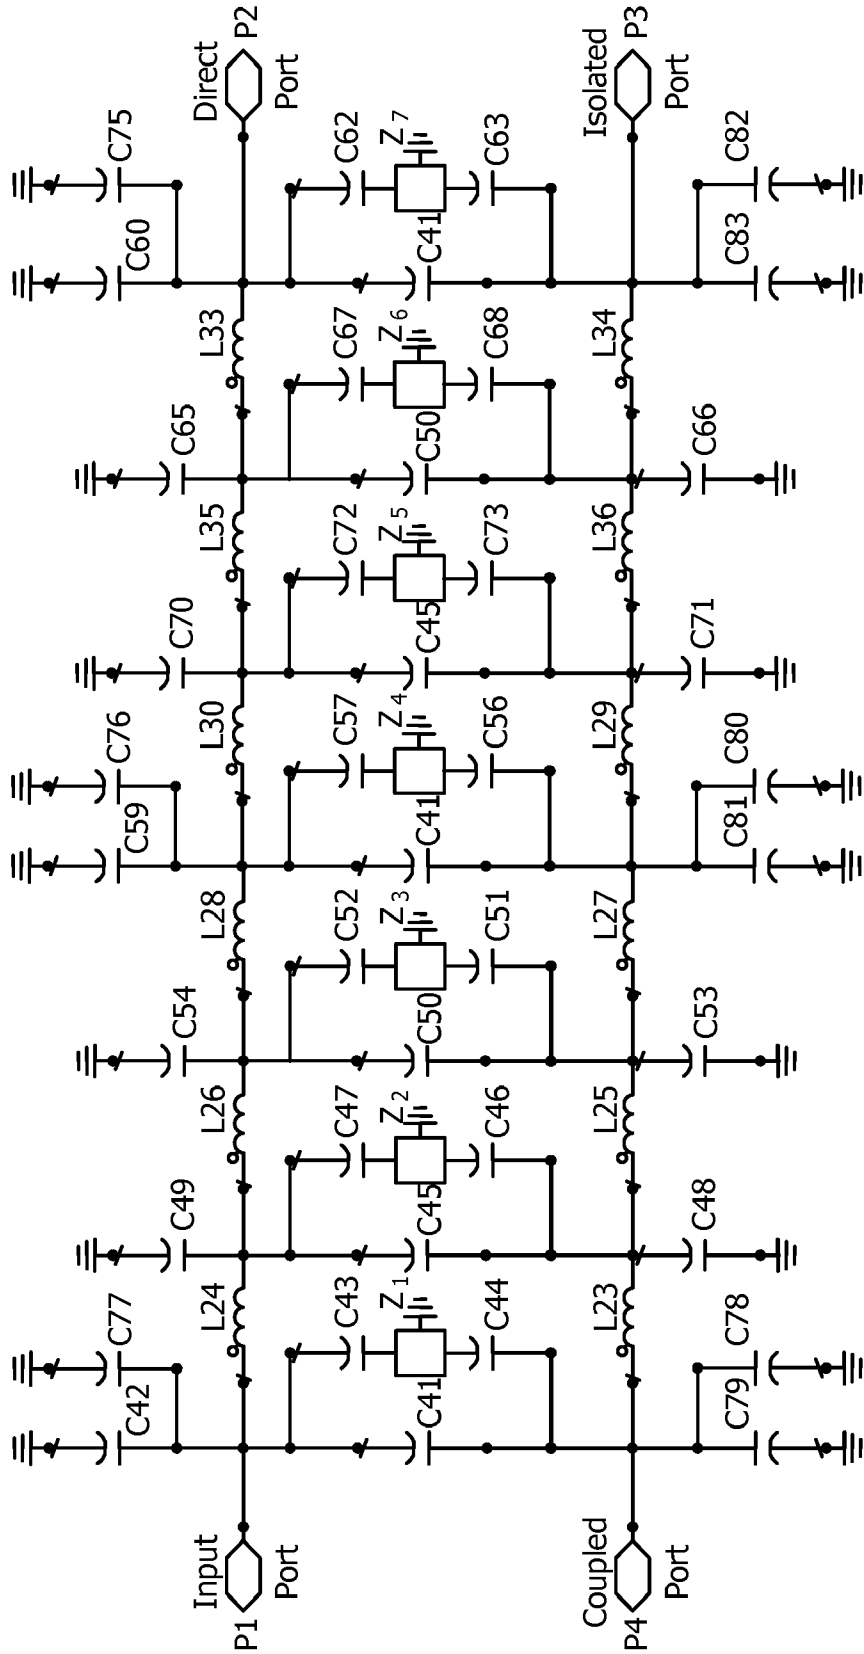 Input
P1
Port
C42
C77
L24
C49
L26
C54
L28
C59
C76
L30
C70
L35
C65
L33
C60
C75
Direct
P2
Port
C43
Z1
C41
C44
C47
Z2
C45
C46
C52
Z3
C50
C51
C57
Z4
C41
C56
C72
Z5
C45
C73
C67
Z6
C50
C68
C62
Z7
C41
C63
Coupled
P4
Port
L23
C79
C78
C48
L25
C53
L27
C81
C80
L29
C71
L36
C66
L34
C83
C82
Isolated
P3
Port